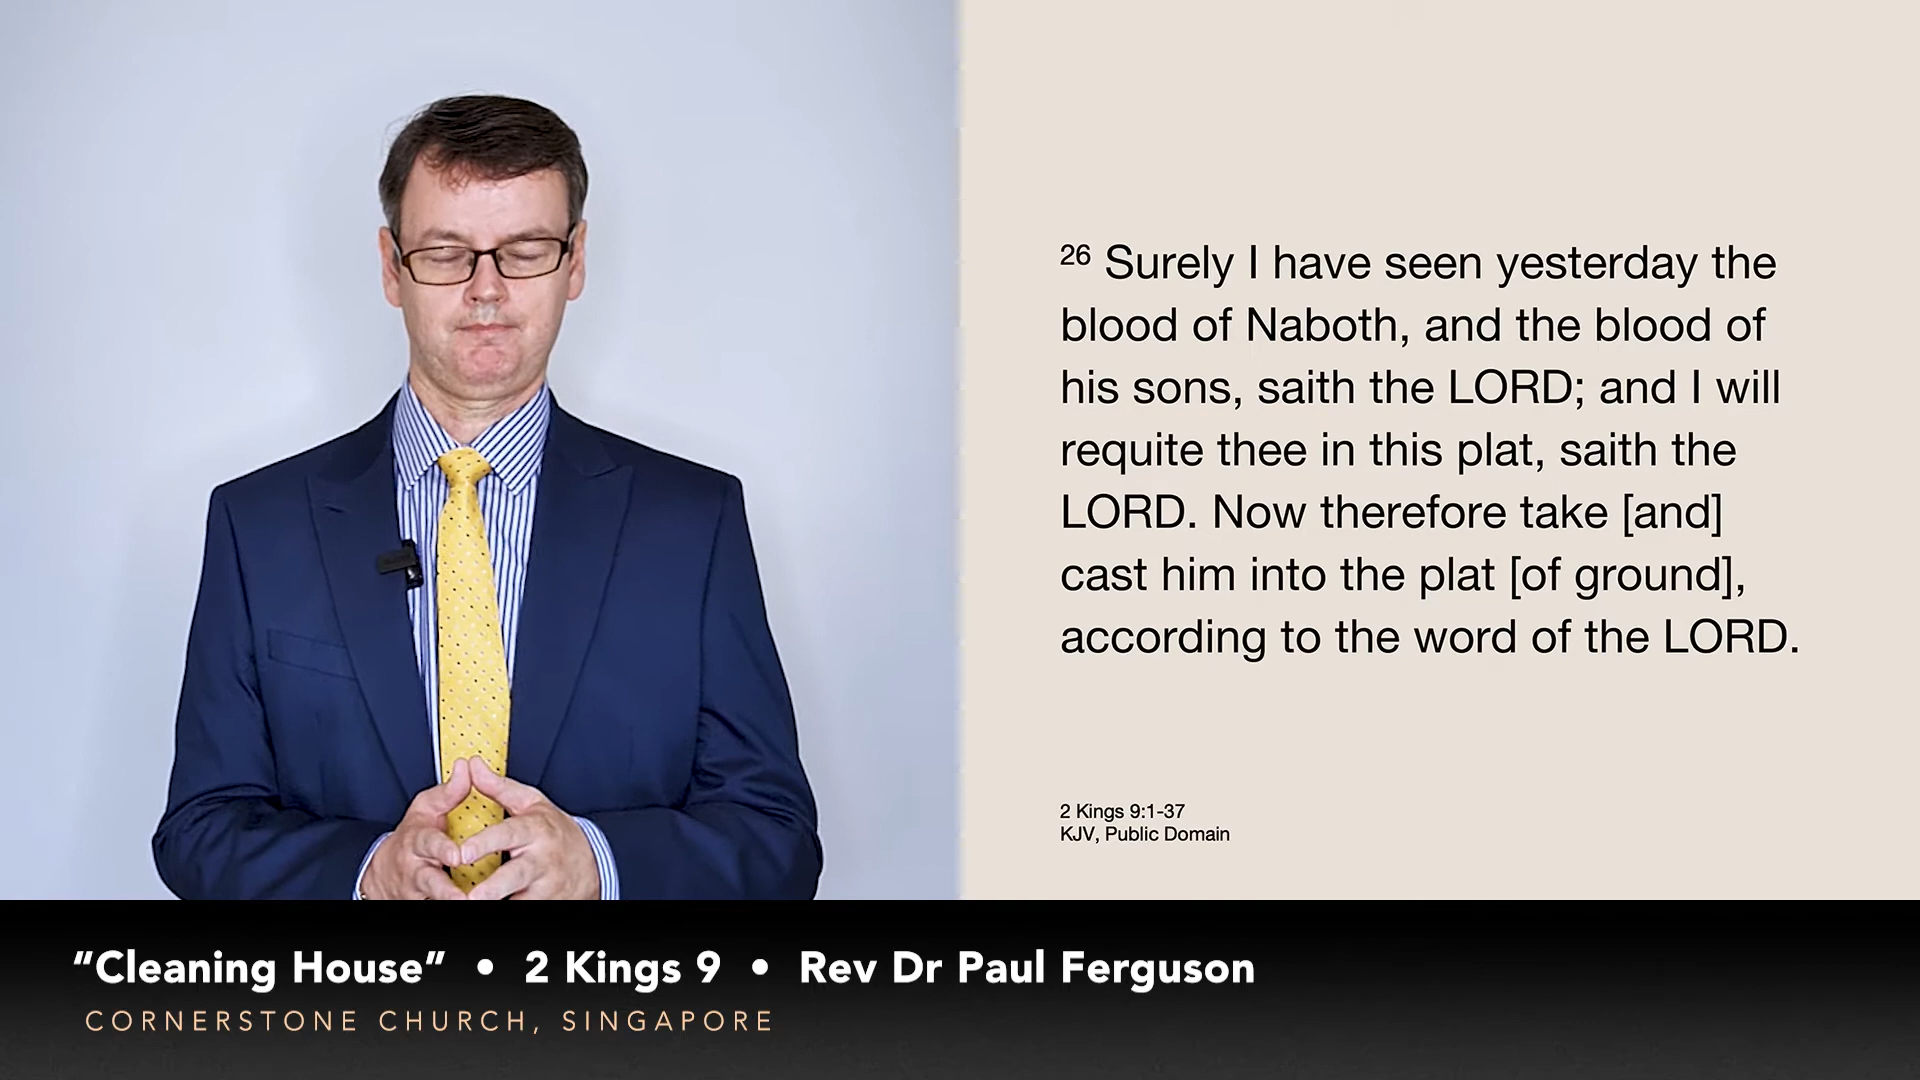 26 Surely I have seen yesterday the
blood of Naboth, and the blood of
his sons, saith the LORD; and I will
requite thee in this plat, saith the
LORD. Now therefore take [and]
cast him into the plat [of ground],
according to the word of the LORD.
2 Kings 9:1-37
KJV, Public Domain
"Cleaning House" • 2 Kings 9 • Rev Dr Paul Ferguson
CORNERSTONE CHURCH, SINGAPORE